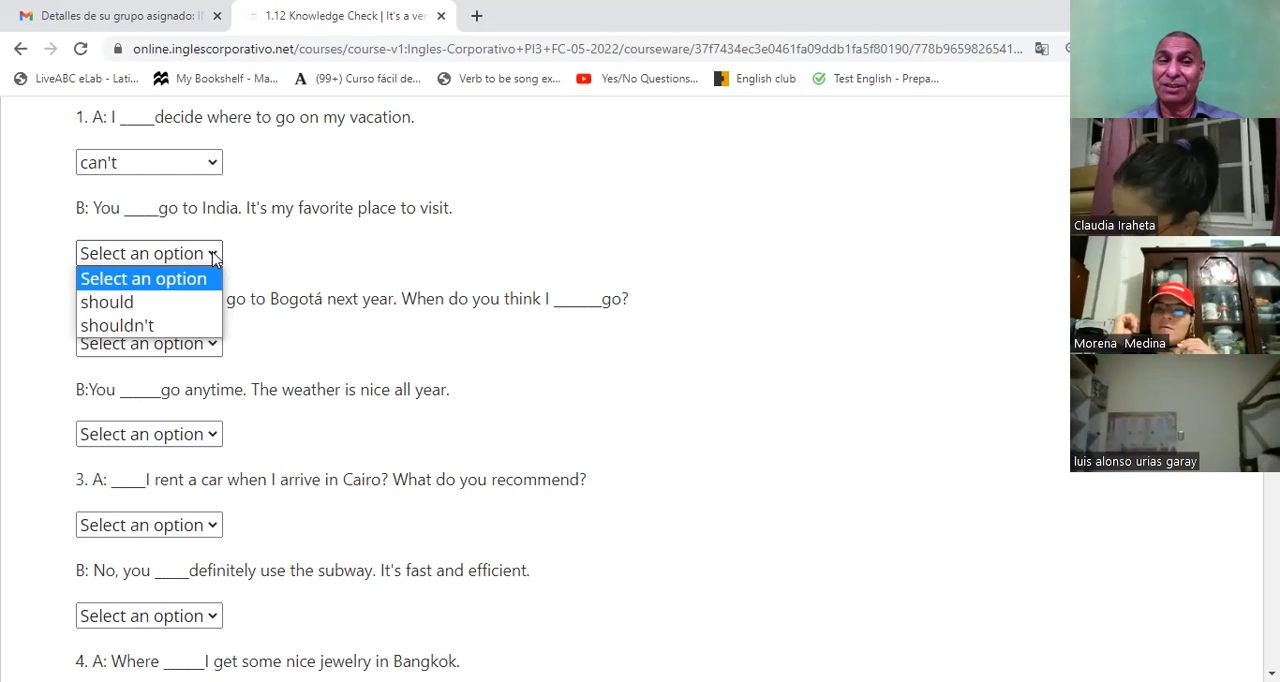 Detalles de su grupo asignado: I
1.12 Knowledge Check | It's a ver
online.inglescorporativo.net/courses/course-v1:Ingles-Corporativo+PI3+FC-05-2022/courseware/37f7434ec3e0461fa09ddb1fa5f80190/778b9659826541...
LiveABC eLab - Lati...
My Bookshelf - Ma...
(99+) Curso fácil de...
Verb to be song ex...
Yes/No Questions...
English club
Test English - Prepa...
1. A: I ____decide where to go on my vacation.
can't
B: You ____go to India. It's my favorite place to visit.
Select an option
Select an option
should
go to Bogotá next year. When do you think I ______go?
shouldn't
Select an option
B:You _____go anytime. The weather is nice all year.
Select an option
3. A: ____I rent a car when I arrive in Cairo? What do you recommend?
Select an option
B: No, you ____definitely use the subway. It's fast and efficient.
Select an option
4. A: Where _____I get some nice jewelry in Bangkok.
Claudia Iraheta
Morena Medina
luis alonso urias garay